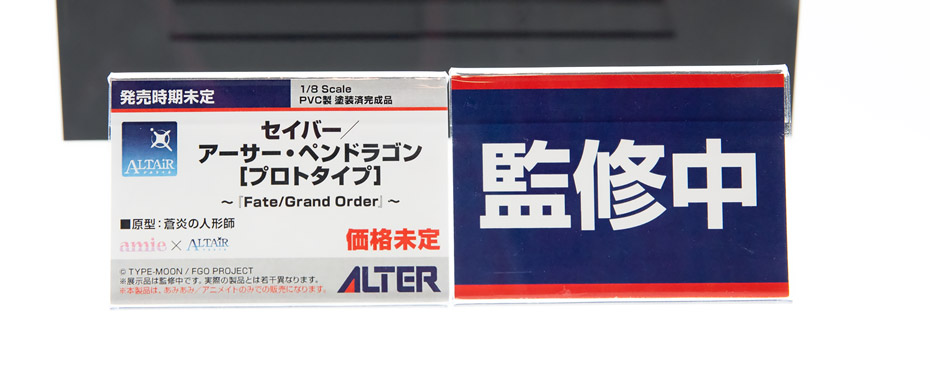 発売時期未定
1/8 Scale
PVC製 塗装済完成品
ALTAiR
セイバー／
アーサー・ペンドラゴン
[プロトタイプ]
～『Fate/Grand Order』～
■原型：蒼炎の人形師
amie × ALTAiR
価格未定
© TYPE-MOON / FGO PROJECT
※展示品は監修中です。実際の製品とは若干異なります。
※本製品は、あみあみ／アニメイトのみでの販売になります。
ALTER
監修中